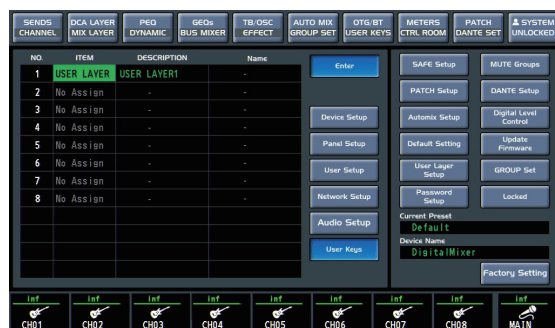 SENDS CHANNEL
DCA LAYER MIX LAYER
PEQ DYNAMIC
GEQs BUS MIXER
TB/OSC EFFECT
AUTO MIX GROUP SET
OTG/BT USER KEYS
METERS CTRL ROOM
PATCH DANTE SET
SYSTEM UNLOCKED
NO. ITEM DESCRIPTION Name
1 USER LAYER USER LAYER1 -
2 No Assign - -
3 No Assign - -
4 No Assign - -
5 No Assign - -
6 No Assign - -
7 No Assign - -
8 No Assign - -
Enter
Device Setup
Panel Setup
User Setup
Network Setup
Audio Setup
User Keys
SAFE Setup
MUTE Groups
PATCH Setup
DANTE Setup
Automix Setup
Digital Level Control
Default Setting
Update Firmware
User Layer Setup
GROUP Set
Password Setup
Locked
Current Preset
Default
Device Name
DigitalMixer
Factory Setting
inf inf inf inf inf inf inf inf inf
CH01 CH02 CH03 CH04 CH05 CH06 CH07 CH08 MAIN